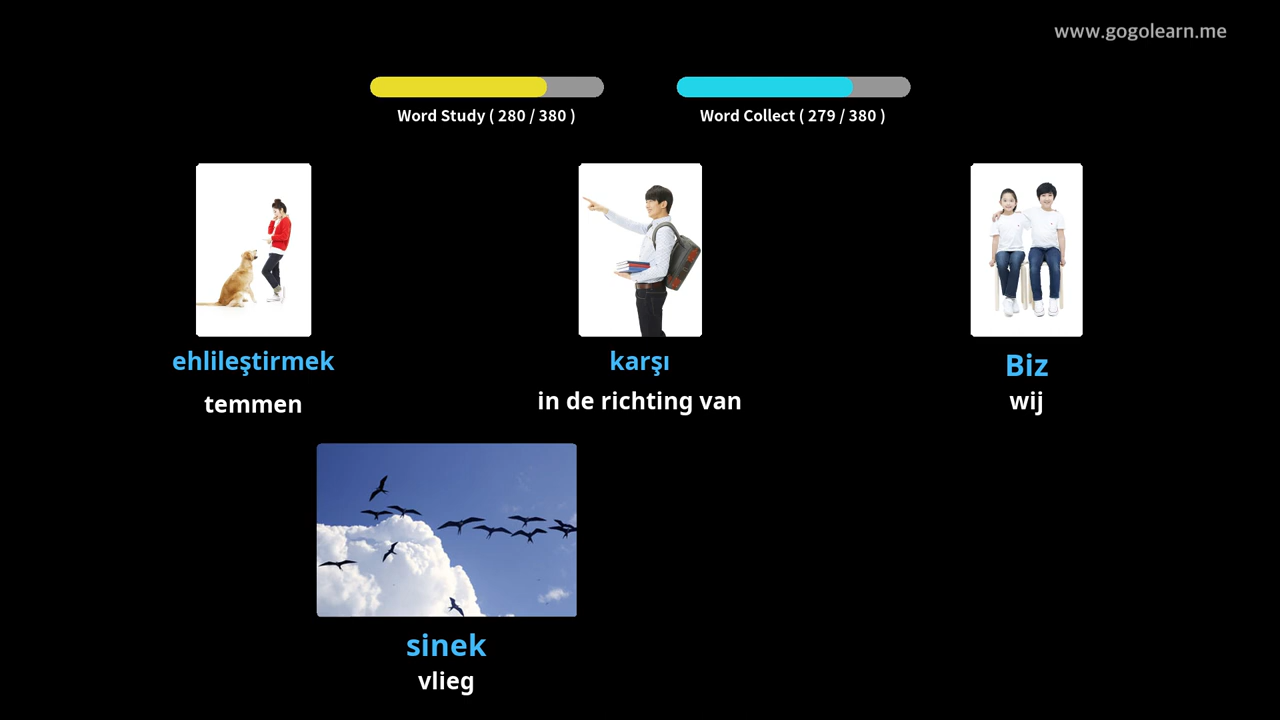 www.gogolearn.me
Word Study ( 280 / 380 )
Word Collect ( 279 / 380 )
ehlileştirmek
temmen
karşı
in de richting van
Biz
wij
sinek
vlieg